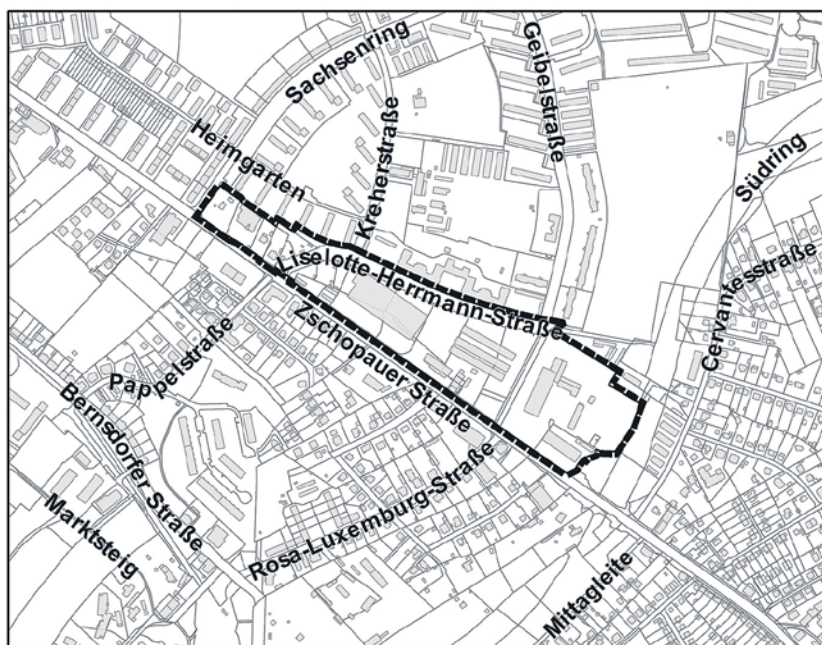 Sachsenring
Geibelstraße
Heimgarten
Kreherstraße
Südring
Liselotte-Herrmann-Straße
Cervantesstraße
Zschopauer Straße
Pappelstraße
Bernsdorfer Straße
Rosa-Luxemburg-Straße
Marktsteig
Mittagleite